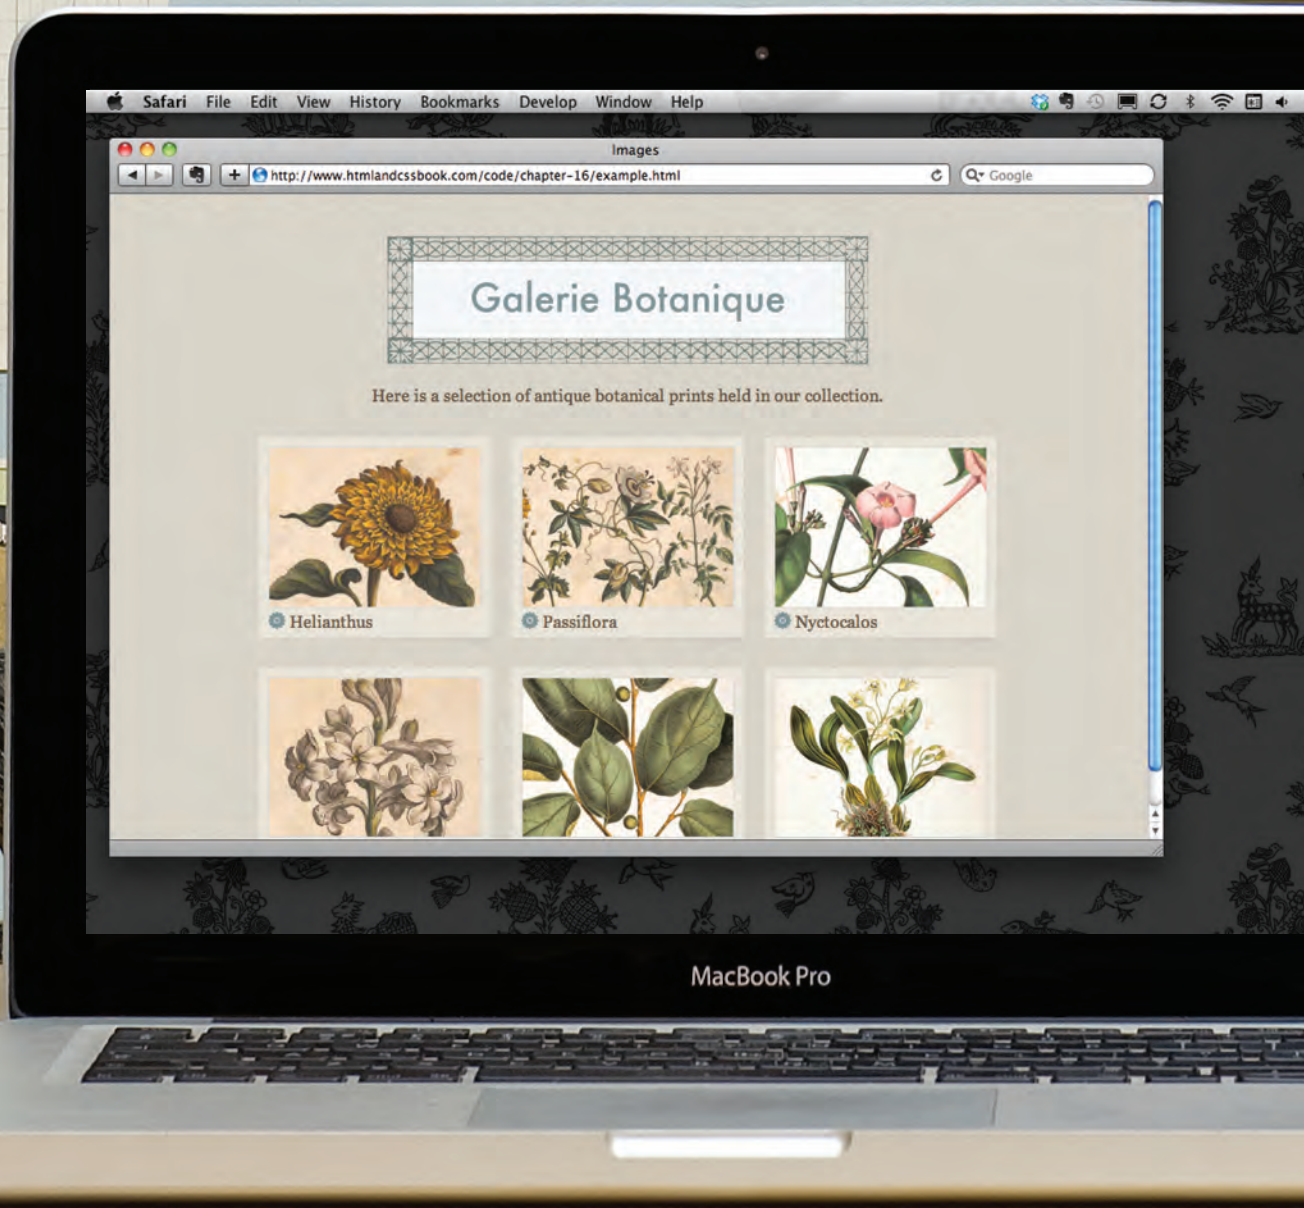 Safari File Edit View History Bookmarks Develop Window Help
Images
http://www.htmlandcssbook.com/code/chapter-16/example.html
Google
Galerie Botanique
Here is a selection of antique botanical prints held in our collection.
Helianthus
Passiflora
Nyctocalos
MacBook Pro